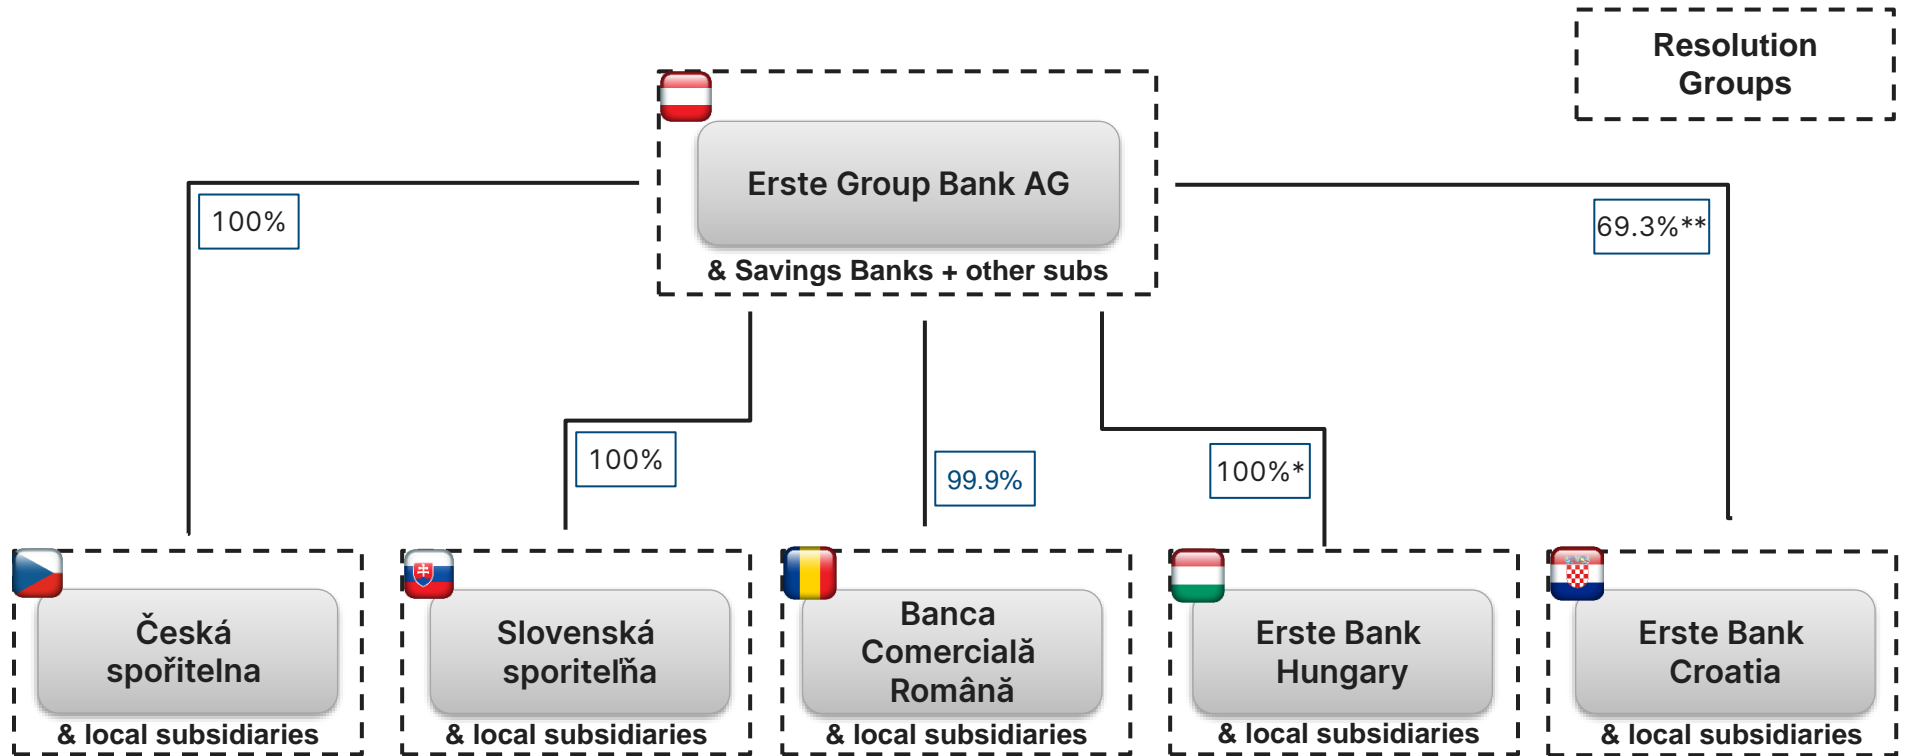 Resolution
Groups
Erste Group Bank AG
& Savings Banks + other subs
100%
69.3%**
100%
99.9%
100%*
Česká
spořitelna
& local subsidiaries
Slovenská
sporiteľňa
& local subsidiaries
Banca
Comercială
Română
& local subsidiaries
Erste Bank
Hungary
& local subsidiaries
Erste Bank
Croatia
& local subsidiaries